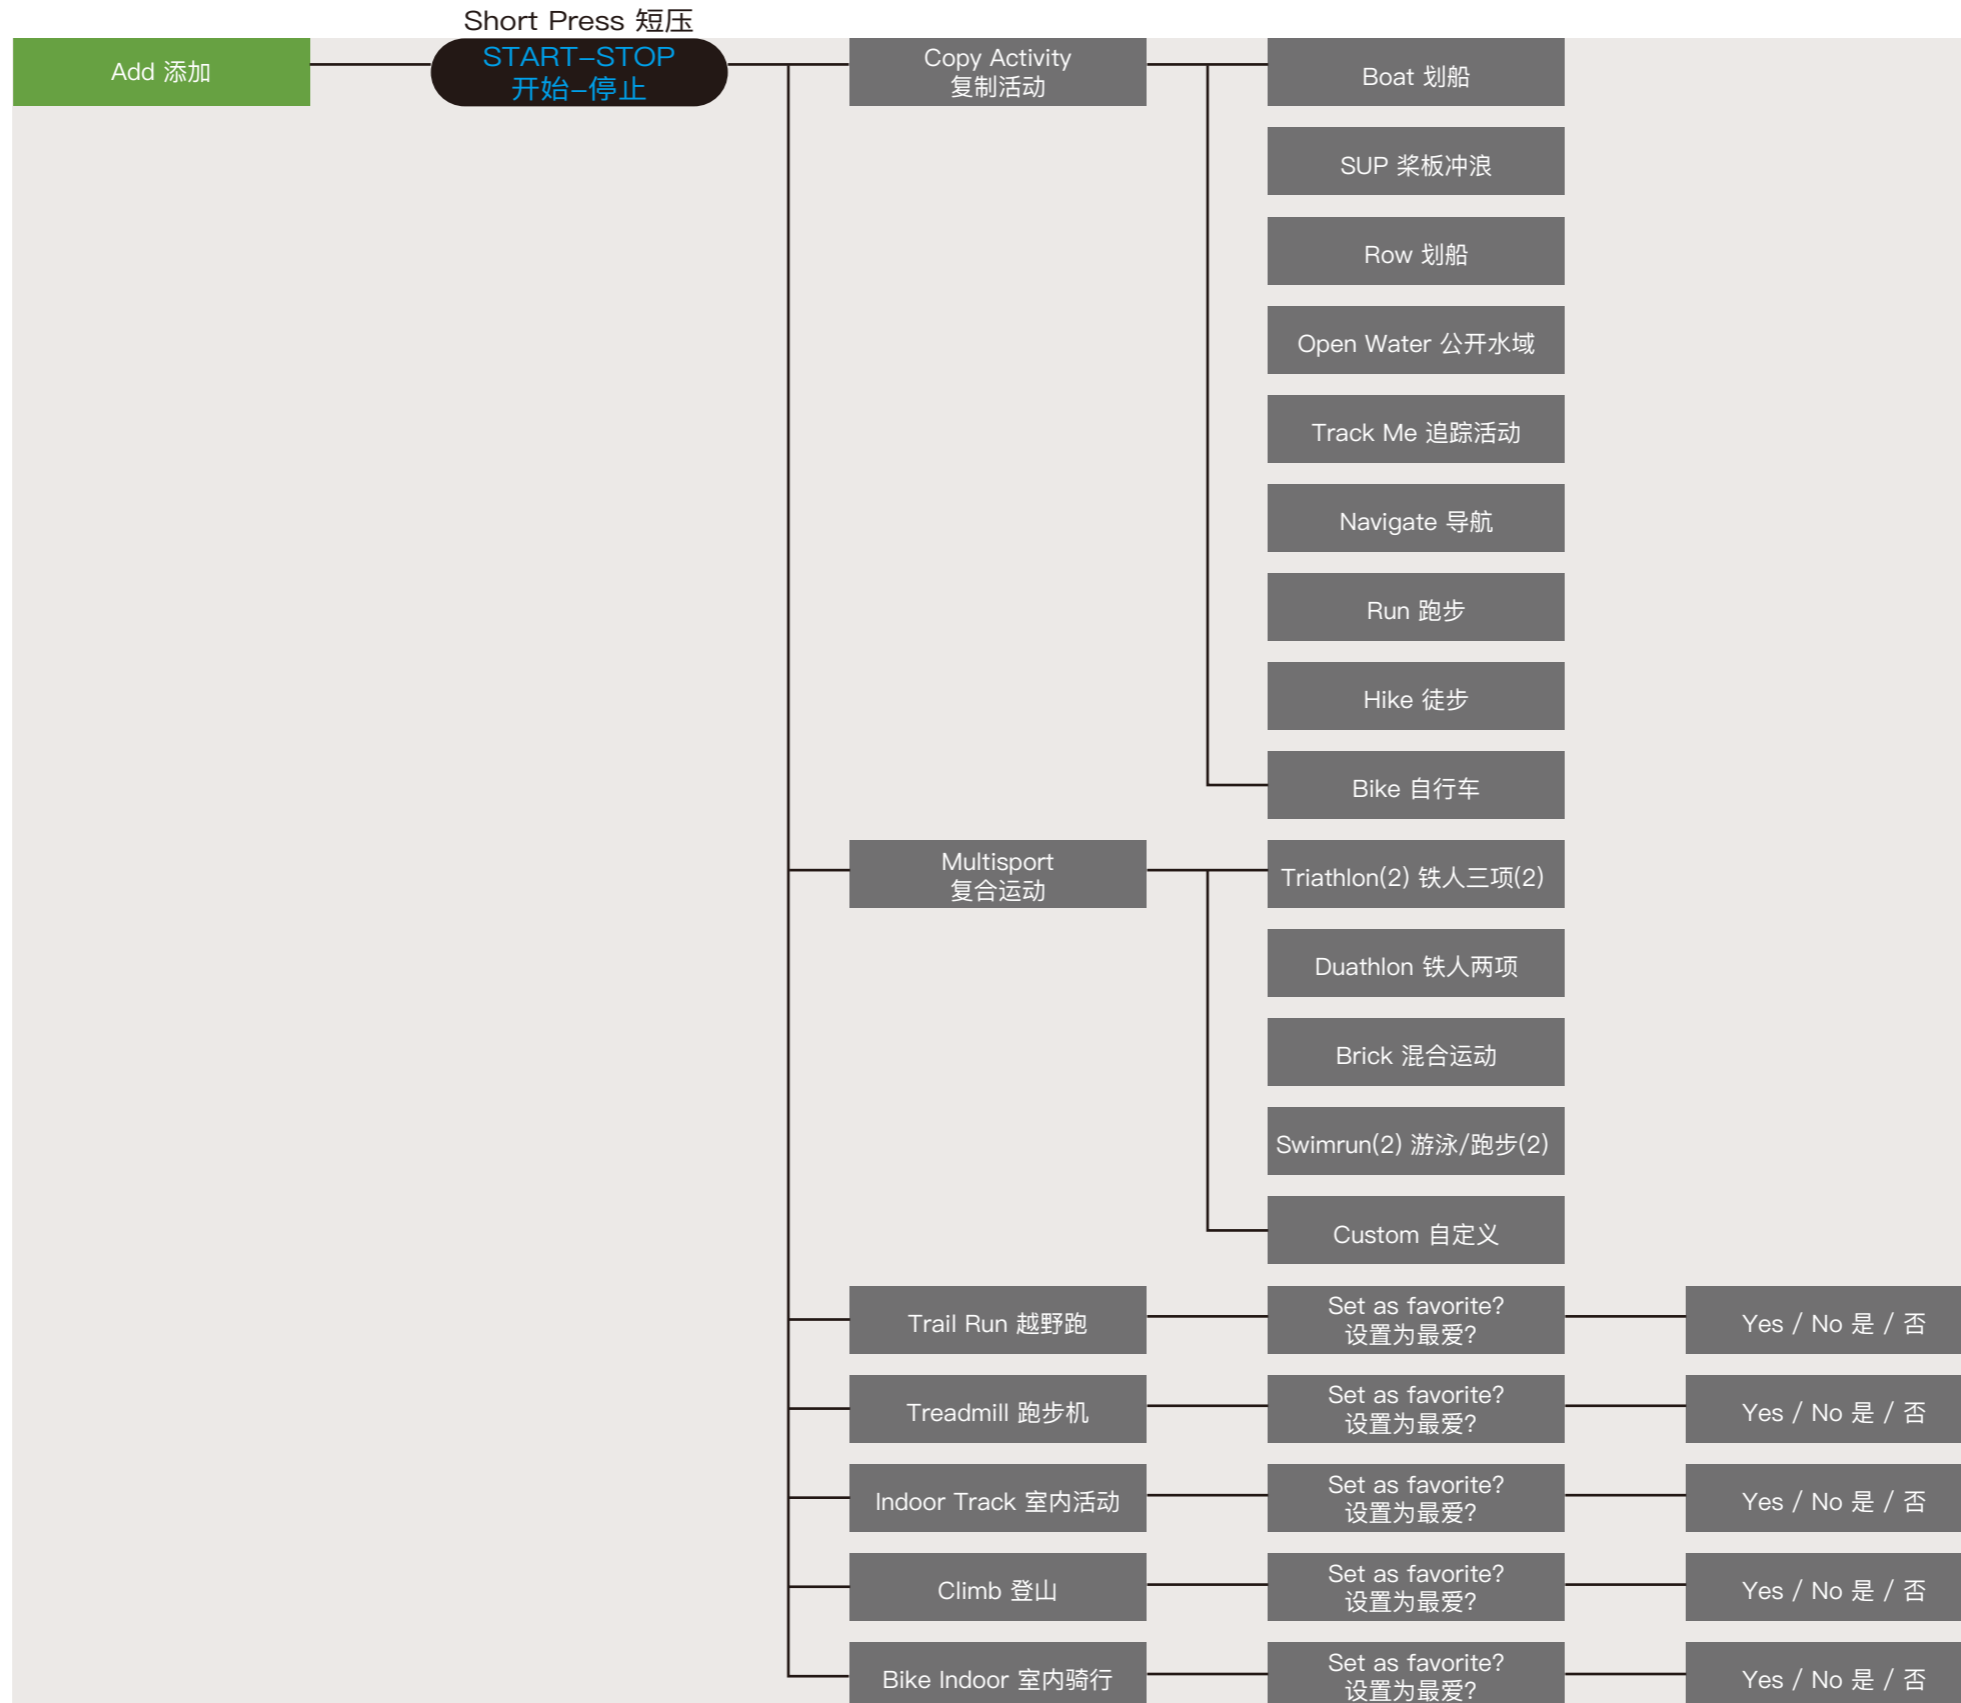 Short Press 短压
Add 添加
START-STOP
开始-停止
Copy Activity
复制活动
Boat 划船
SUP 桨板冲浪
Row 划船
Open Water 公开水域
Track Me 追踪活动
Navigate 导航
Run 跑步
Hike 徒步
Bike 自行车
Multisport
复合运动
Triathlon(2) 铁人三项(2)
Duathlon 铁人两项
Brick 混合运动
Swimrun(2) 游泳/跑步(2)
Custom 自定义
Trail Run 越野跑
Set as favorite?
设置为最爱?
Yes / No 是 / 否
Treadmill 跑步机
Set as favorite?
设置为最爱?
Yes / No 是 / 否
Indoor Track 室内活动
Set as favorite?
设置为最爱?
Yes / No 是 / 否
Climb 登山
Set as favorite?
设置为最爱?
Yes / No 是 / 否
Bike Indoor 室内骑行
Set as favorite?
设置为最爱?
Yes / No 是 / 否